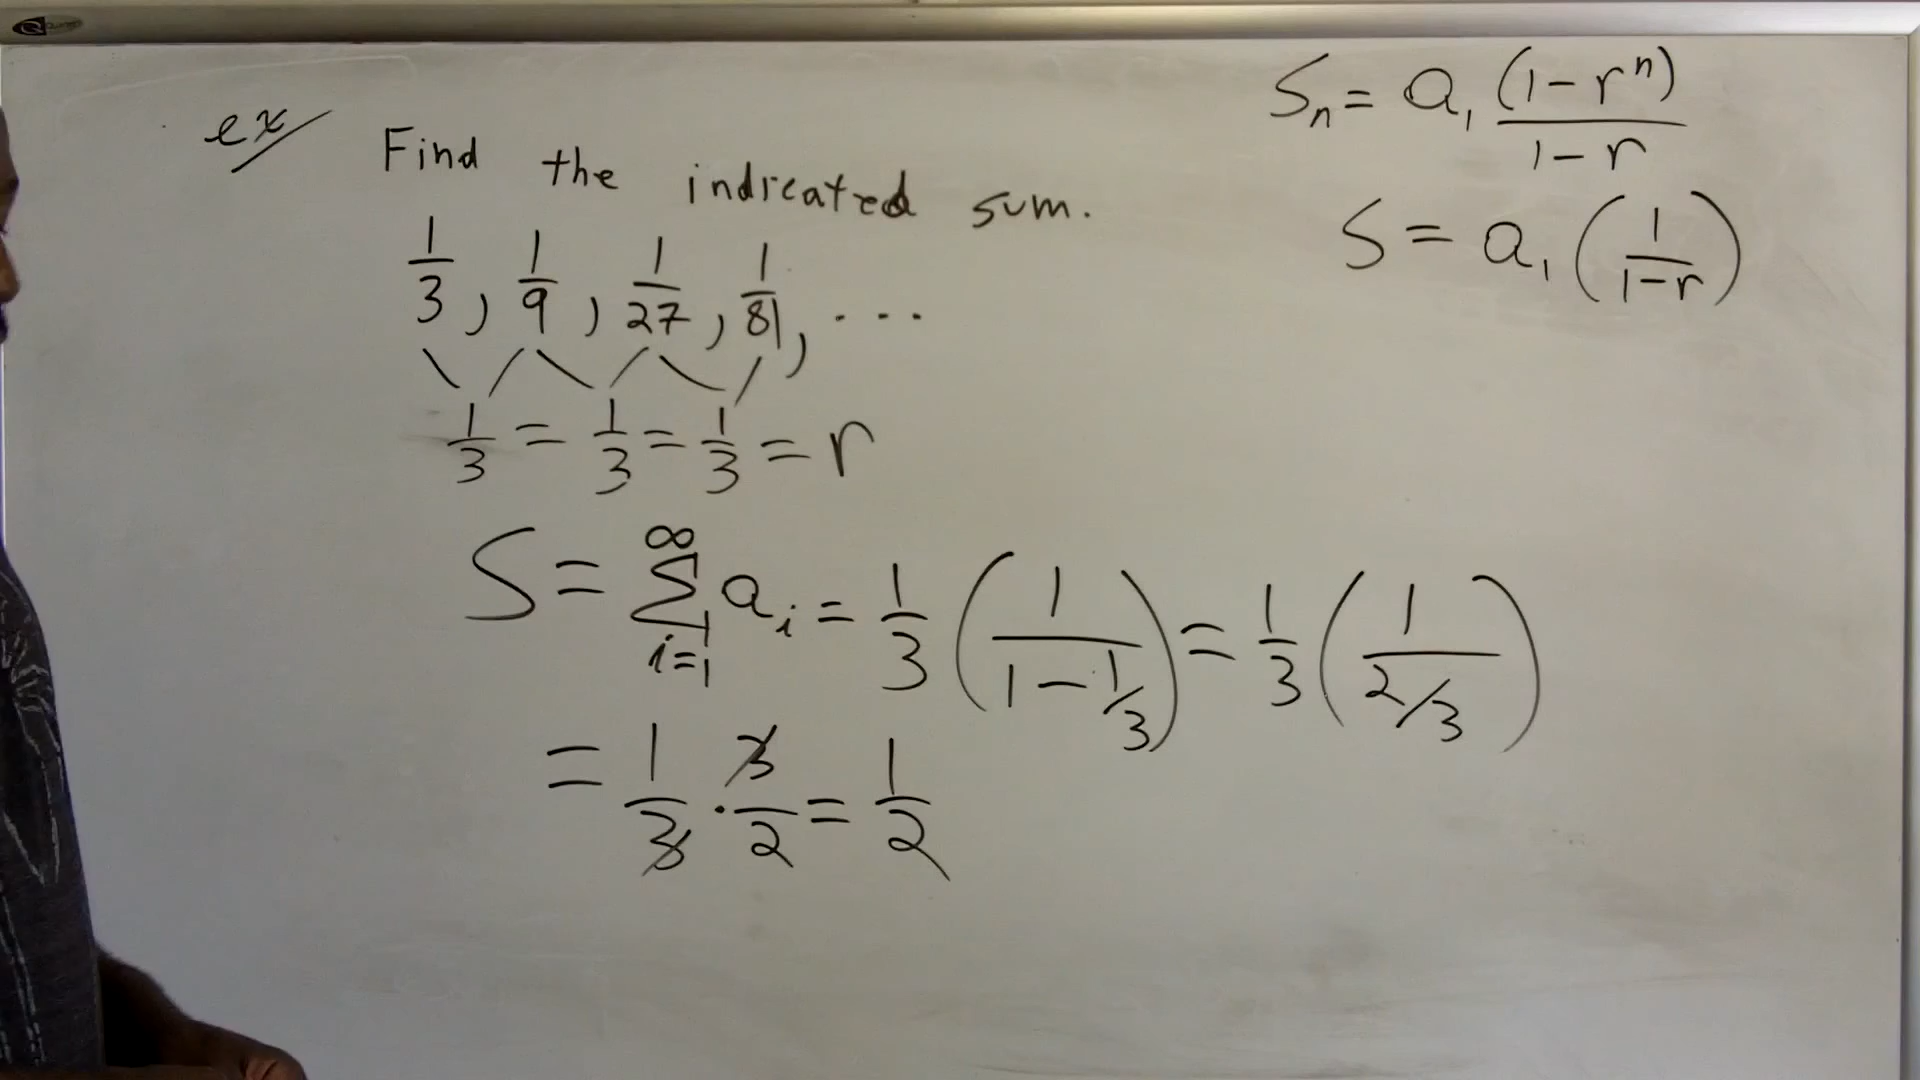 ex
Find the indicated sum.
1/3, 1/9, 1/27, 1/81, ...
1/3 = 1/3 = 1/3 = r
S = ∑_{i=1}^{∞} a_i = 1/3 (1/(1 - 1/3)) = 1/3 (1/(2/3))
= 1/3 · 3/2 = 1/2
S_n = a_1 (1 - r^n)/(1 - r)
S = a_1 (1/(1-r))